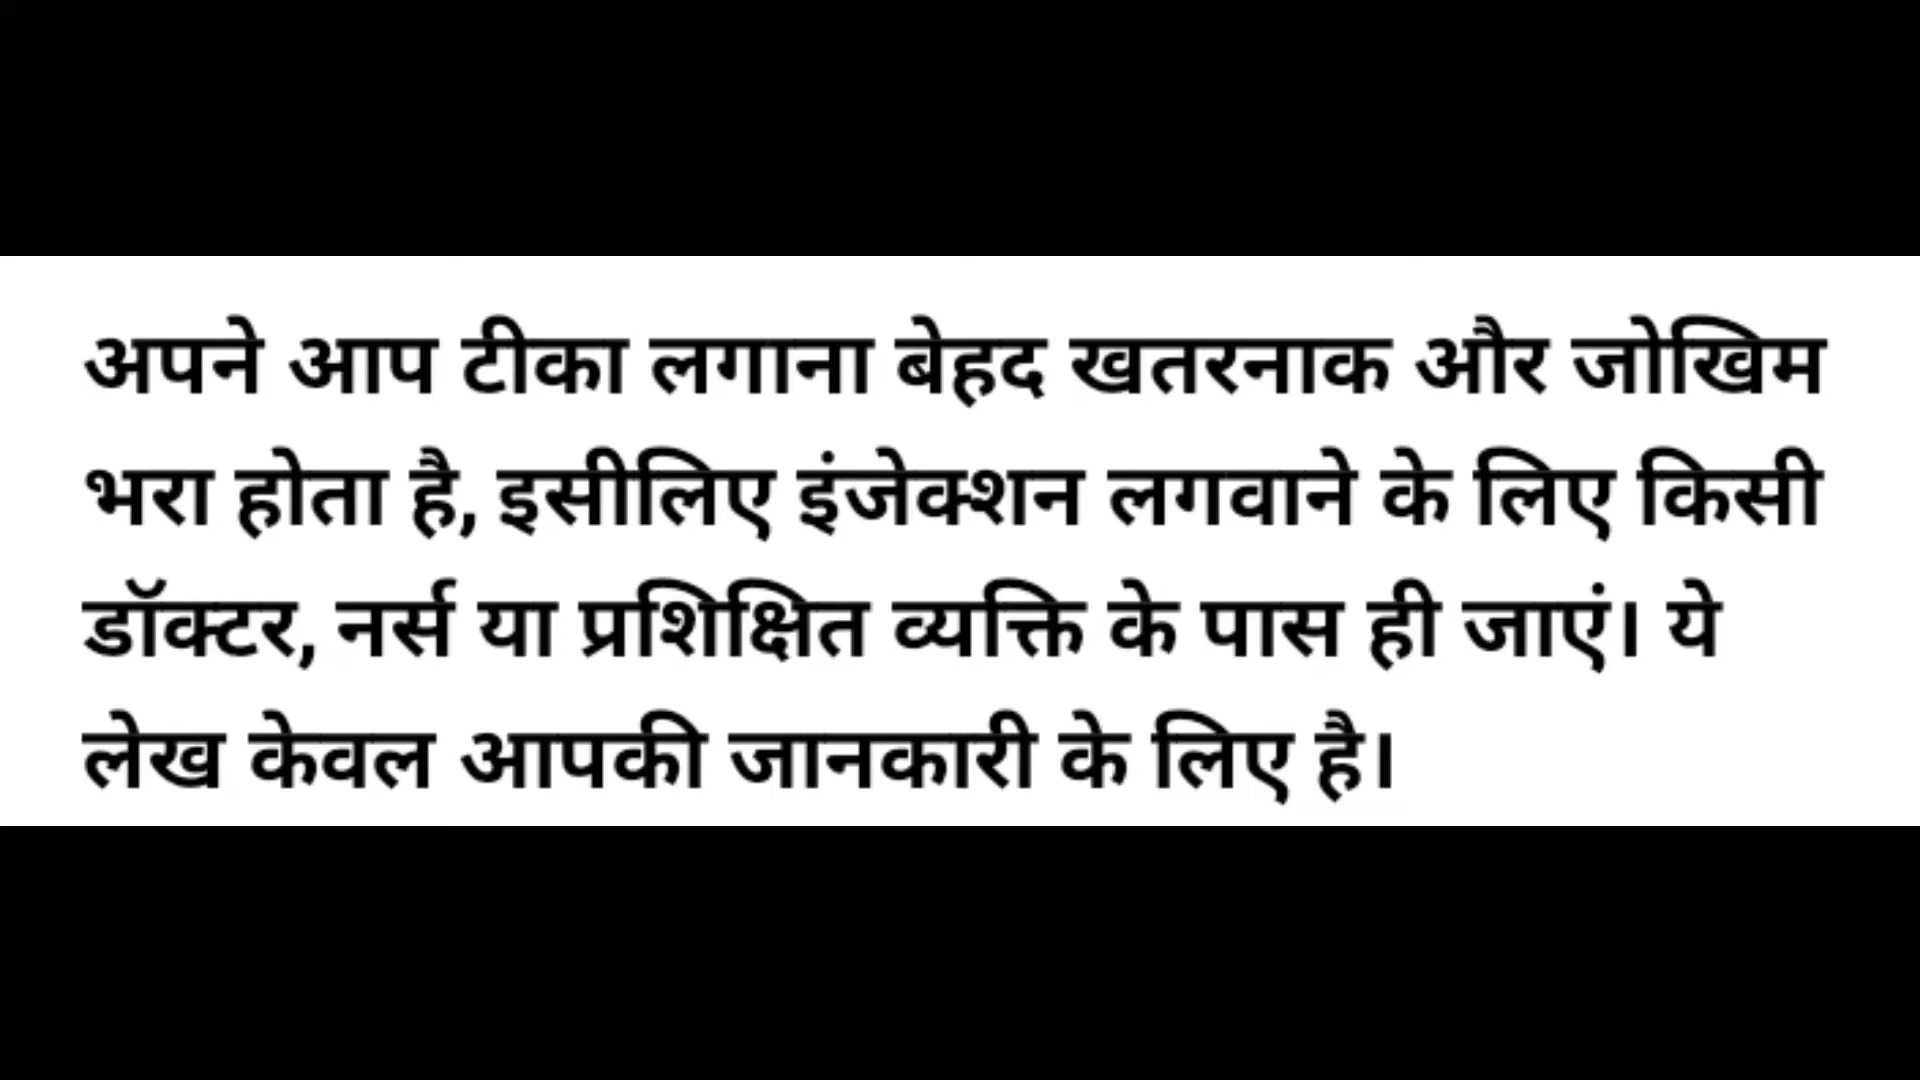 अपने आप टीका लगाना बेहद खतरनाक और जोखिम
भरा होता है, इसीलिए इंजेक्शन लगवाने के लिए किसी
डॉक्टर, नर्स या प्रशिक्षित व्यक्ति के पास ही जाएं। ये
लेख केवल आपकी जानकारी के लिए है।